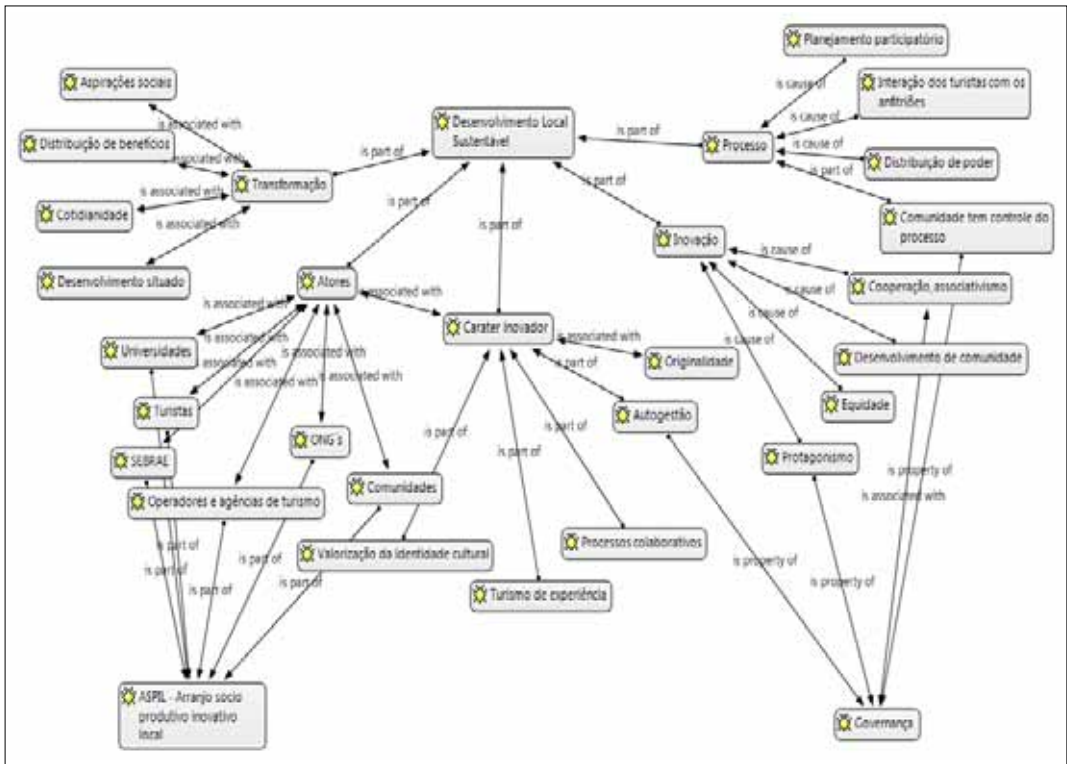 Planejamento participatório
Aspirações sociais
Interação dos turistas com os
anfitriões
is cause of
is cause of
is associated with
Desenvolvimento Local
Sustentável
is part of
Distribuição de benefícios
is part of
Processo
is cause of
Distribuição de poder
associated with
is part of
Transformação
is part of
is associated with
Cotidianidade
is part of
is part of
Comunidade tem controle do
processo
is associated with
Inovação
is cause of
Desenvolvimento situado
Atores
Cooperação, associativismo
is associated with
associated with
is cause of
Carater inovador
is associated with
is cause of
is associated with
Universidades
associated with
is associated with
is associated with
is associated with
is part of
Originalidade
is cause of
Desenvolvimento de comunidade
Turistas
Autogestão
Equidade
ONG´s
is part of
is part of
is part of
SEBRAE
Protagonismo
is property of
Comunidades
is associated with
Operadores e agências de turismo
is part of
Processos colaborativos
Valorização da identidade cultural
is part of
is part of
is property of
is part of
is part of
is property of
Turismo de experiência
ASPIL - Arranjo socio
produtivo inovativo
local
Governança